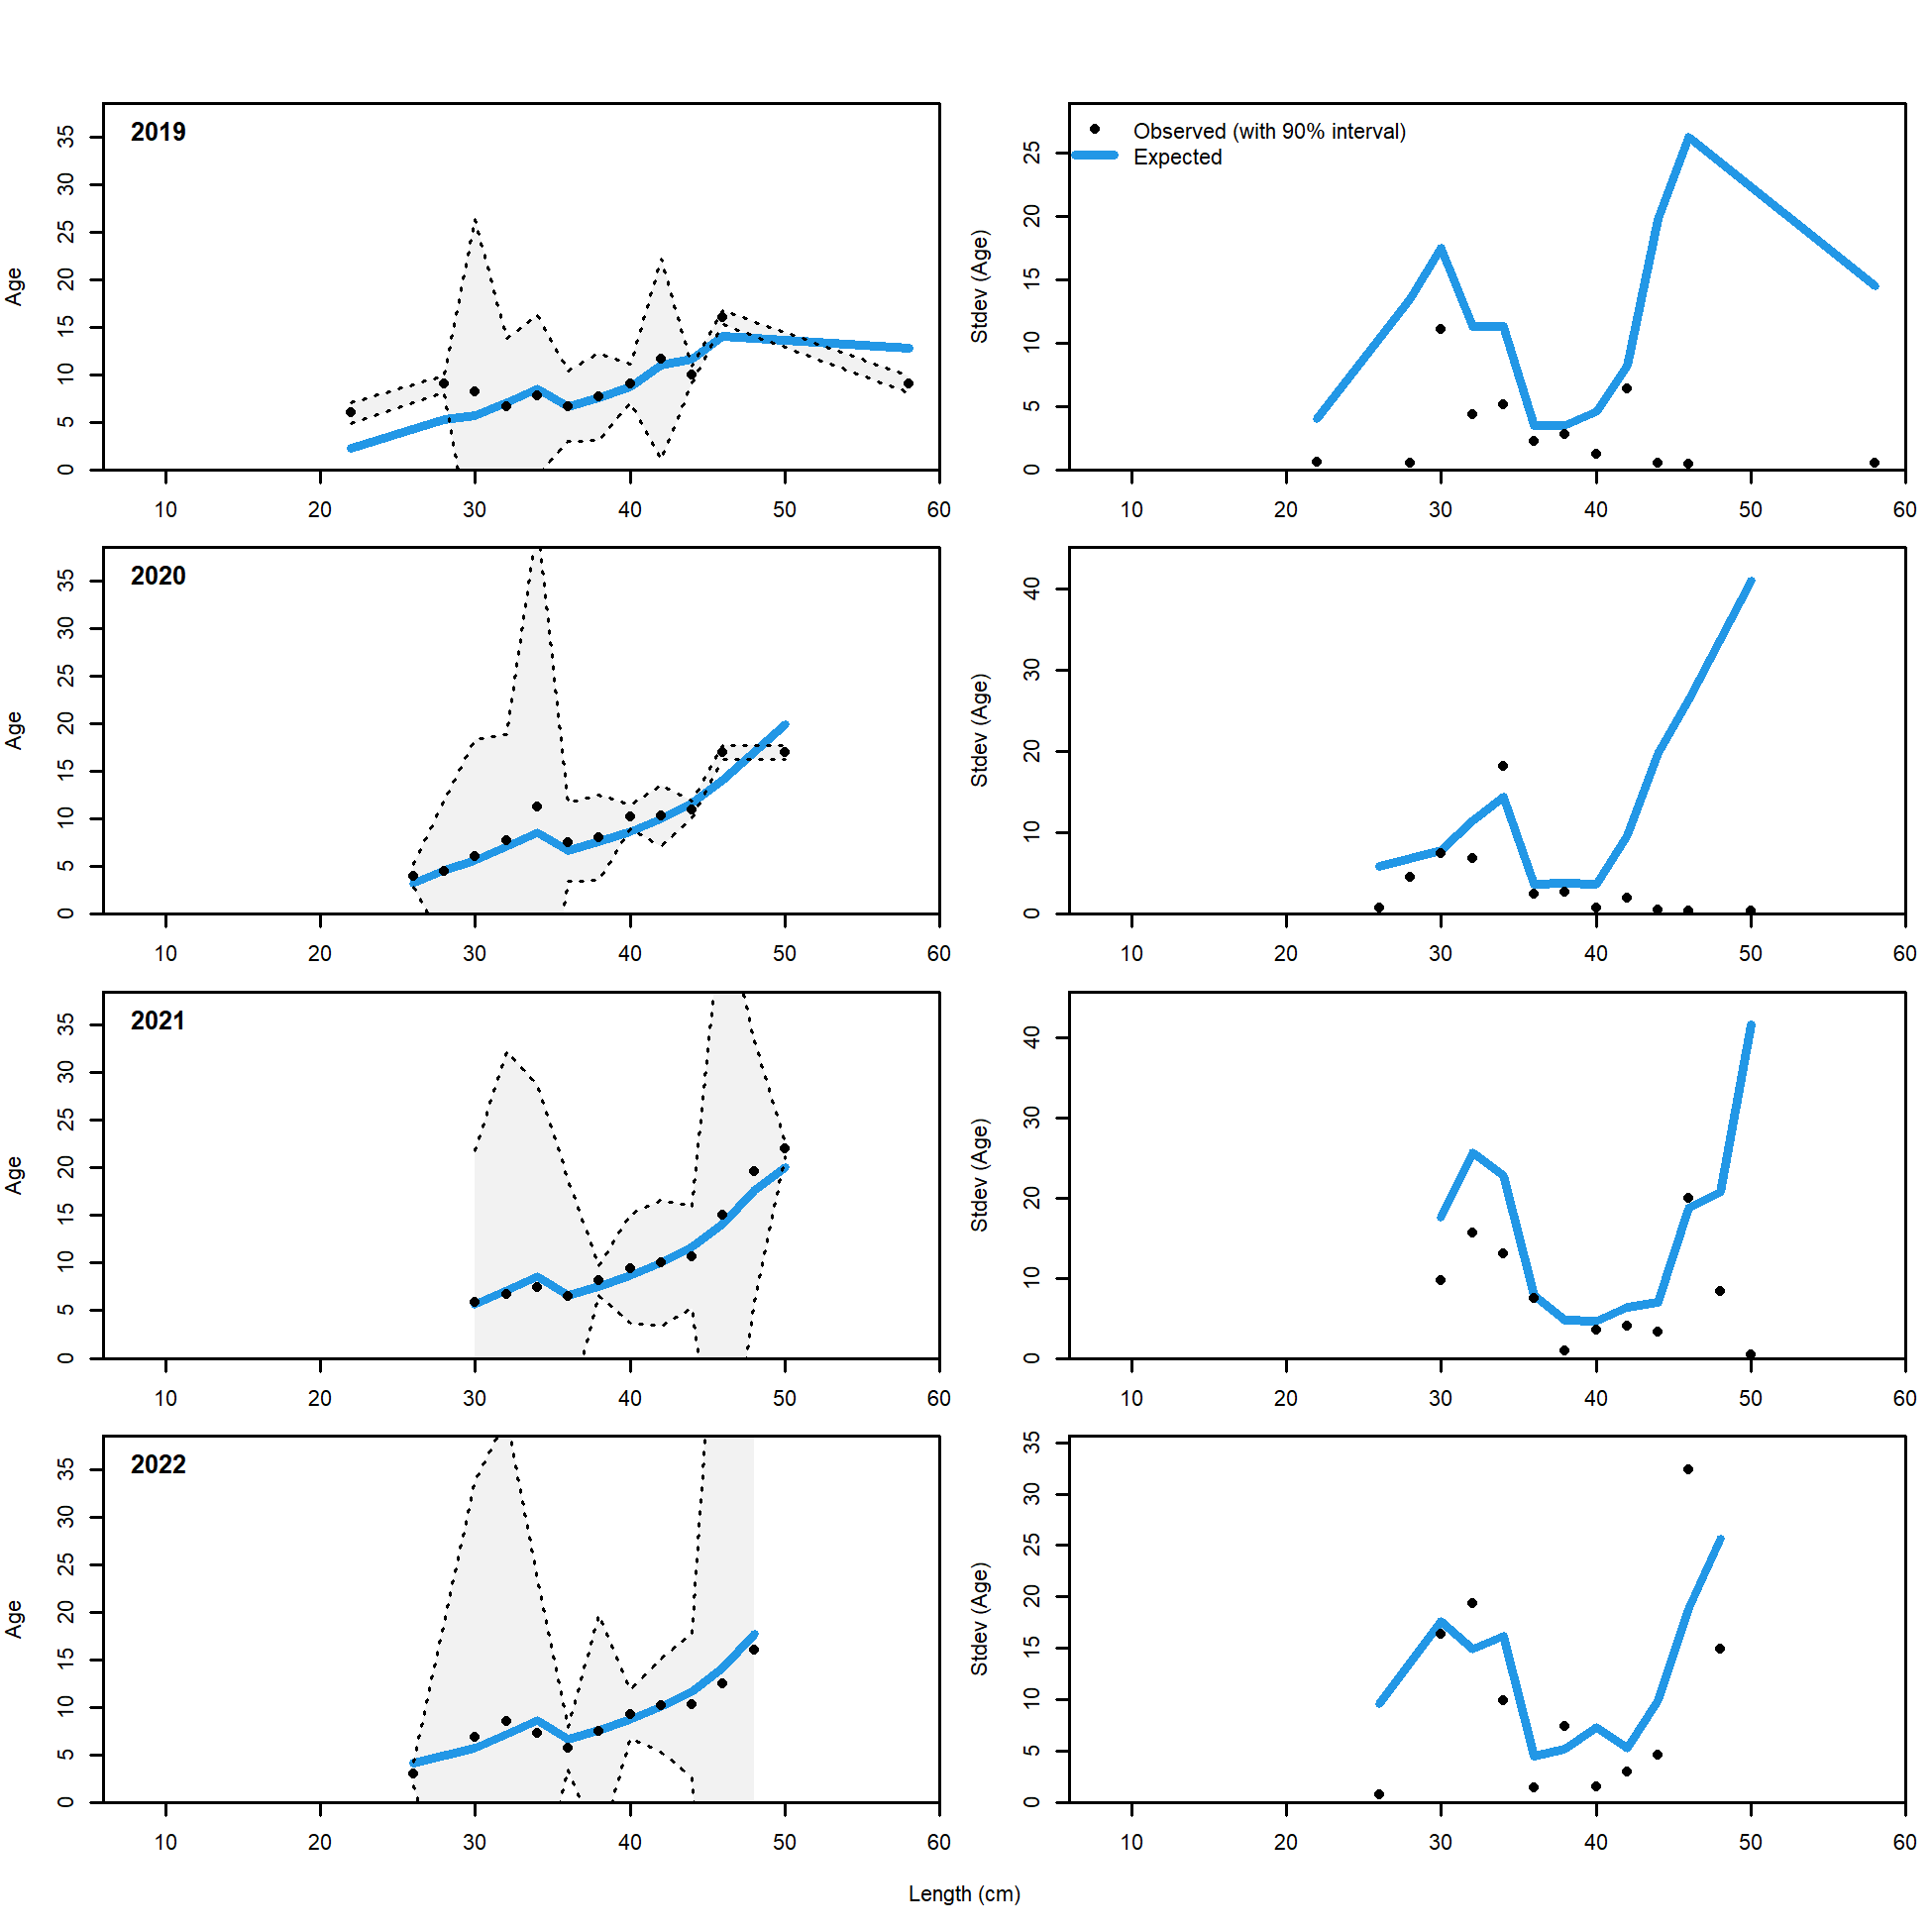 2019
Age
0 5 10 15 20 25 30 35
10 20 30 40 50 60
Observed (with 90% interval)
Expected
Stdev (Age)
0 5 10 15 20 25
10 20 30 40 50 60
2020
Age
0 5 10 15 20 25 30 35
10 20 30 40 50 60
Stdev (Age)
0 10 20 30 40
10 20 30 40 50 60
2021
Age
0 5 10 15 20 25 30 35
10 20 30 40 50 60
Stdev (Age)
0 10 20 30 40
10 20 30 40 50 60
2022
Age
0 5 10 15 20 25 30 35
10 20 30 40 50 60
Stdev (Age)
0 5 10 15 20 25 30 35
10 20 30 40 50 60
Length (cm)